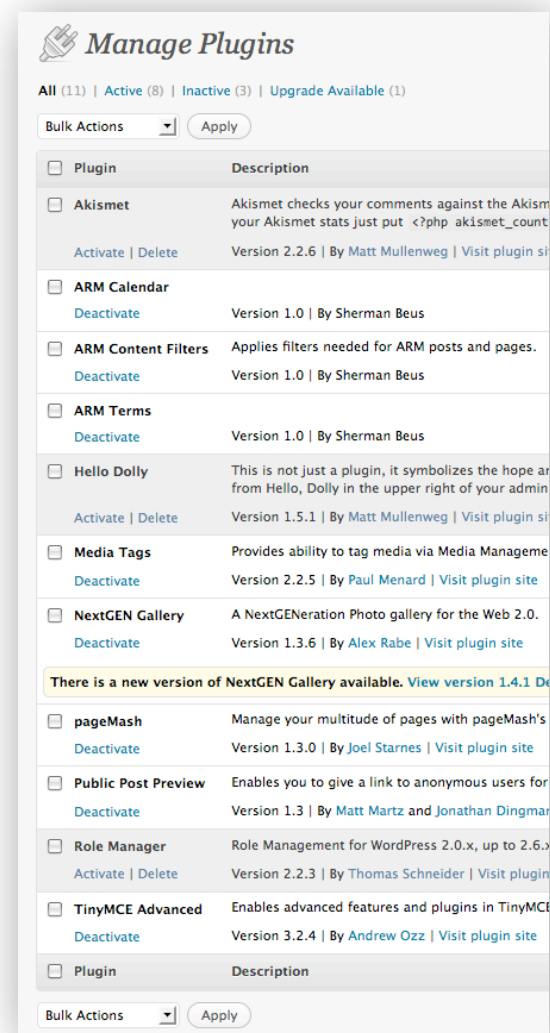 Manage Plugins
All (11) | Active (8) | Inactive (3) | Upgrade Available (1)
Bulk Actions Apply
Plugin Description
Akismet Akismet checks your comments against the
your Akismet stats just put <?php akismet_count
Activate | Delete Version 2.2.6 | By Matt Mullenweg | Visit plugin
ARM Calendar
Deactivate Version 1.0 | By Sherman Beus
ARM Content Filters Applies filters needed for ARM posts and pages.
Deactivate Version 1.0 | By Sherman Beus
ARM Terms
Deactivate Version 1.0 | By Sherman Beus
Hello Dolly This is not just a plugin, it symbolizes the hope
from Hello, Dolly in the upper right of your admin
Activate | Delete Version 1.5.1 | By Matt Mullenweg | Visit plugin
Media Tags Provides ability to tag media via Media
Deactivate Version 2.2.5 | By Paul Menard | Visit plugin site
NextGEN Gallery A NextGENeration Photo gallery for the Web 2.0.
Deactivate Version 1.3.6 | By Alex Rabe | Visit plugin site
There is a new version of NextGEN Gallery available. View version 1.4.1
pageMash Manage your multitude of pages with pageMash's
Deactivate Version 1.3.0 | By Joel Starnes | Visit plugin site
Public Post Preview Enables you to give a link to anonymous users for
Deactivate Version 1.3 | By Matt Martz and Jonathan
Role Manager Role Management for WordPress 2.0.x, up to 2.6.x
Activate | Delete Version 2.2.3 | By Thomas Schneider | Visit plugin
TinyMCE Advanced Enables advanced features and plugins in TinyMCE
Deactivate Version 3.2.4 | By Andrew Ozz | Visit plugin site
Plugin Description
Bulk Actions Apply